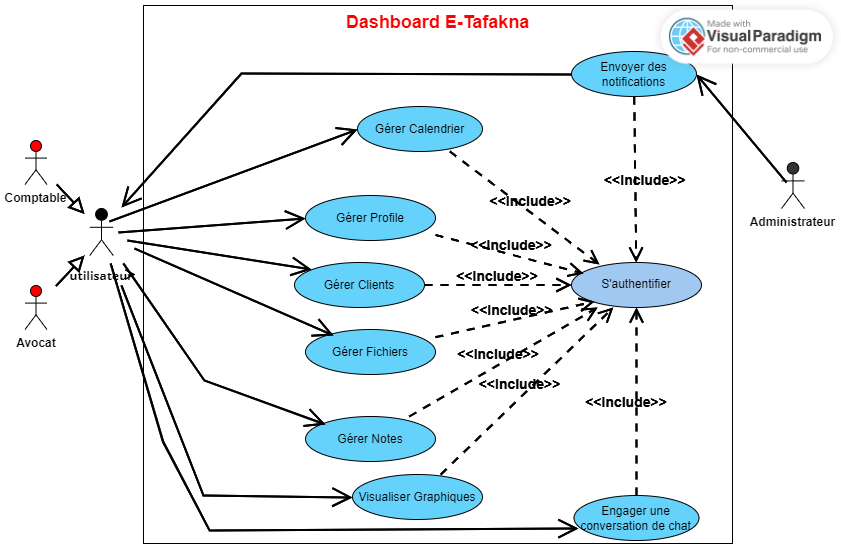 Dashboard E-Tafakna
Made with
Visual Paradigm
For non-commercial use
Envoyer des
notifications
Gérer Calendrier
<<Include>>
Comptable
<<Include>>
Administrateur
Gérer Profile
<<Include>>
utilisateur
Gérer Clients
<<Include>>
S'authentifier
<<Include>>
Avocat
Gérer Fichiers
<<Include>>
<<Include>>
<<Include>>
Gérer Notes
Visualiser Graphiques
Engager une
conversation de chat